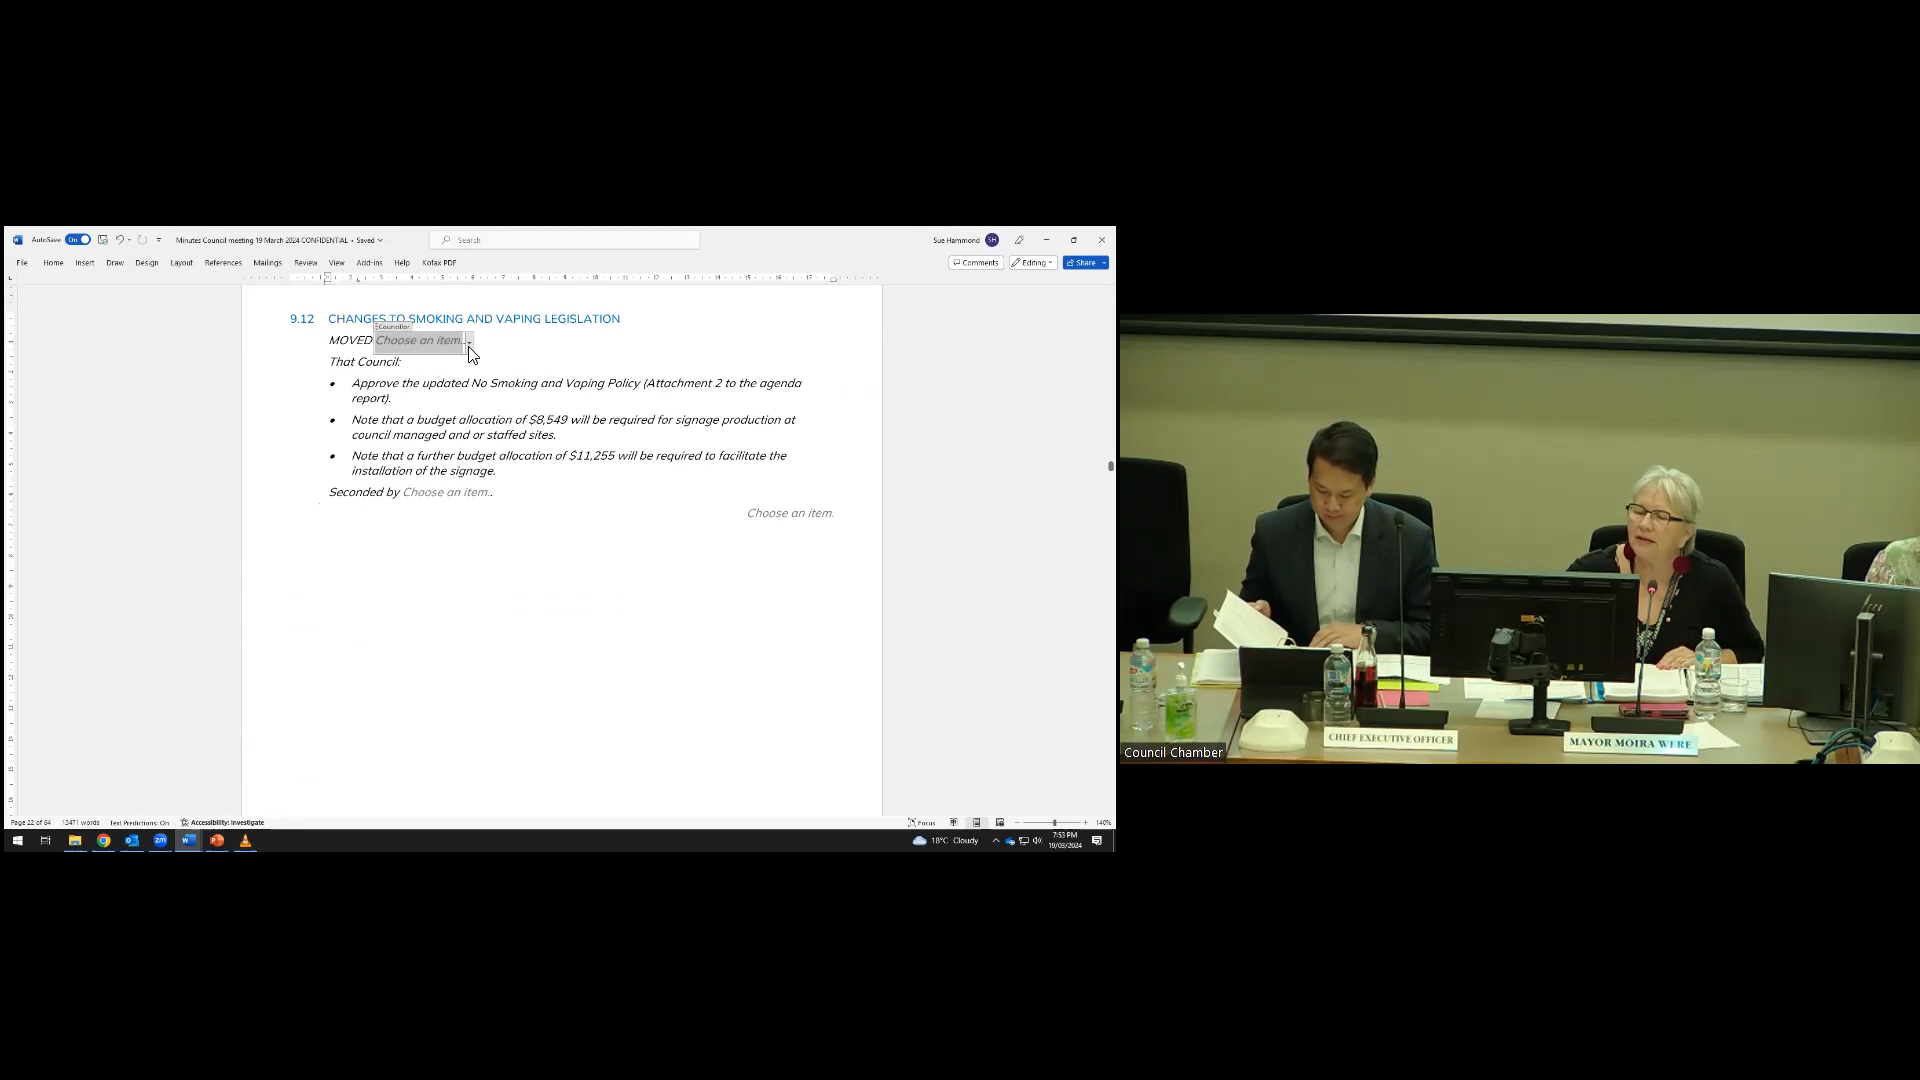 AutoSave On
Minutes Council meeting 19 March 2024 CONFIDENTIAL • Saved
Search
Sue Hammond SH
File Home Insert Draw Design Layout References Mailings Review View Add-ins Help Kofax PDF
Comments Editing Share
9.12 CHANGES TO SMOKING AND VAPING LEGISLATION
Councillor
MOVED Choose an item..
That Council:
• Approve the updated No Smoking and Vaping Policy (Attachment 2 to the agenda
report).
• Note that a budget allocation of $8,549 will be required for signage production at
council managed and or staffed sites.
• Note that a further budget allocation of $11,255 will be required to facilitate the
installation of the signage.
Seconded by Choose an item..
Choose an item.
CHIEF EXECUTIVE OFFICER
MAYOR MOIRA WERE
Council Chamber
Page 22 of 64 13471 words Text Predictions: On Accessibility: Investigate
Focus 140%
18°C Cloudy
7:53 PM
19/03/2024